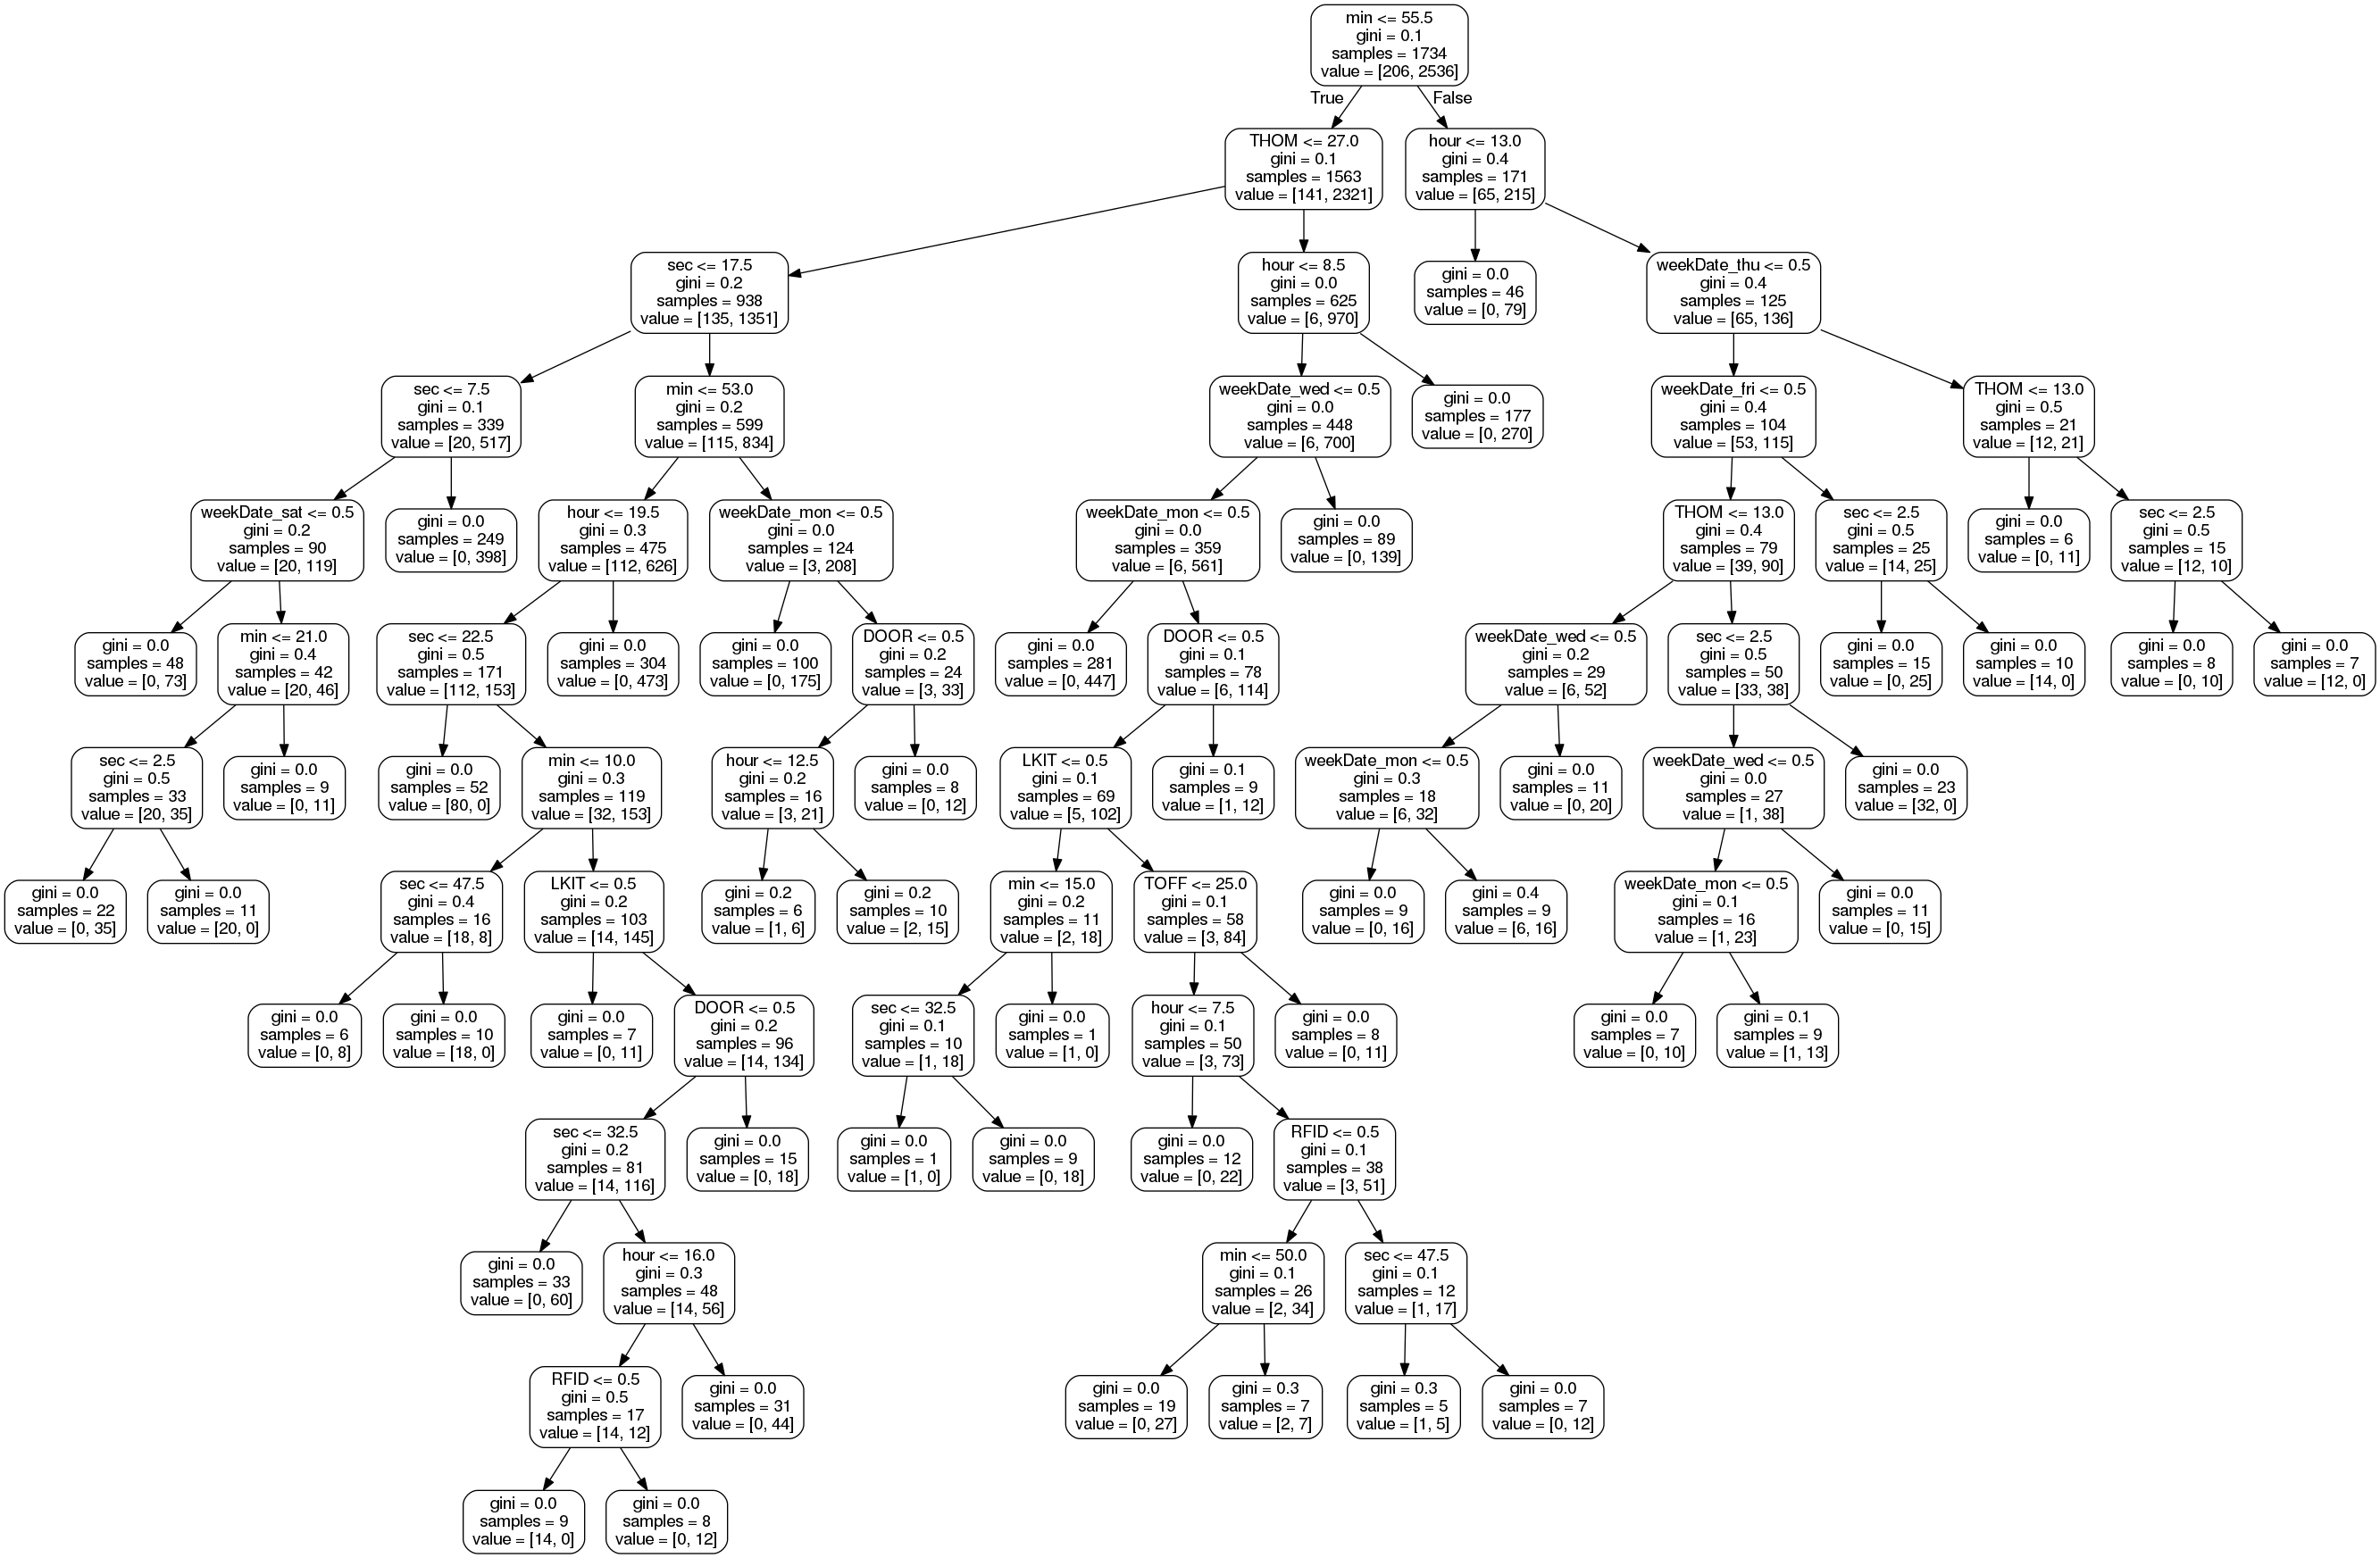 min <= 55.5
gini = 0.1
samples = 1734
value = [206, 2536]
True
False
THOM <= 27.0
gini = 0.1
samples = 1563
value = [141, 2321]
hour <= 13.0
gini = 0.4
samples = 171
value = [65, 215]
sec <= 17.5
gini = 0.2
samples = 938
value = [135, 1351]
hour <= 8.5
gini = 0.0
samples = 625
value = [6, 970]
gini = 0.0
samples = 46
value = [0, 79]
weekDate_thu <= 0.5
gini = 0.4
samples = 125
value = [65, 136]
sec <= 7.5
gini = 0.1
samples = 339
value = [20, 517]
min <= 53.0
gini = 0.2
samples = 599
value = [115, 834]
weekDate_wed <= 0.5
gini = 0.0
samples = 448
value = [6, 700]
gini = 0.0
samples = 177
value = [0, 270]
weekDate_fri <= 0.5
gini = 0.4
samples = 104
value = [53, 115]
THOM <= 13.0
gini = 0.5
samples = 21
value = [12, 21]
weekDate_sat <= 0.5
gini = 0.2
samples = 90
value = [20, 119]
gini = 0.0
samples = 249
value = [0, 398]
hour <= 19.5
gini = 0.3
samples = 475
value = [112, 626]
weekDate_mon <= 0.5
gini = 0.0
samples = 124
value = [3, 208]
weekDate_mon <= 0.5
gini = 0.0
samples = 359
value = [6, 561]
gini = 0.0
samples = 89
value = [0, 139]
THOM <= 13.0
gini = 0.4
samples = 79
value = [39, 90]
sec <= 2.5
gini = 0.5
samples = 25
value = [14, 25]
gini = 0.0
samples = 6
value = [0, 11]
sec <= 2.5
gini = 0.5
samples = 15
value = [12, 10]
gini = 0.0
samples = 48
value = [0, 73]
min <= 21.0
gini = 0.4
samples = 42
value = [20, 46]
sec <= 22.5
gini = 0.5
samples = 171
value = [112, 153]
gini = 0.0
samples = 304
value = [0, 473]
gini = 0.0
samples = 100
value = [0, 175]
DOOR <= 0.5
gini = 0.2
samples = 24
value = [3, 33]
gini = 0.0
samples = 281
value = [0, 447]
DOOR <= 0.5
gini = 0.1
samples = 78
value = [6, 114]
weekDate_wed <= 0.5
gini = 0.2
samples = 29
value = [6, 52]
sec <= 2.5
gini = 0.5
samples = 50
value = [33, 38]
gini = 0.0
samples = 15
value = [0, 25]
gini = 0.0
samples = 10
value = [14, 0]
gini = 0.0
samples = 8
value = [0, 10]
gini = 0.0
samples = 7
value = [12, 0]
sec <= 2.5
gini = 0.5
samples = 33
value = [20, 35]
gini = 0.0
samples = 9
value = [0, 11]
gini = 0.0
samples = 52
value = [80, 0]
min <= 10.0
gini = 0.3
samples = 119
value = [32, 153]
hour <= 12.5
gini = 0.2
samples = 16
value = [3, 21]
gini = 0.0
samples = 8
value = [0, 12]
LKIT <= 0.5
gini = 0.1
samples = 69
value = [5, 102]
gini = 0.1
samples = 9
value = [1, 12]
weekDate_mon <= 0.5
gini = 0.3
samples = 18
value = [6, 32]
gini = 0.0
samples = 11
value = [0, 20]
weekDate_wed <= 0.5
gini = 0.0
samples = 27
value = [1, 38]
gini = 0.0
samples = 23
value = [32, 0]
gini = 0.0
samples = 22
value = [0, 35]
gini = 0.0
samples = 11
value = [20, 0]
sec <= 47.5
gini = 0.4
samples = 16
value = [18, 8]
LKIT <= 0.5
gini = 0.2
samples = 103
value = [14, 145]
gini = 0.2
samples = 6
value = [1, 6]
gini = 0.2
samples = 10
value = [2, 15]
min <= 15.0
gini = 0.2
samples = 11
value = [2, 18]
TOFF <= 25.0
gini = 0.1
samples = 58
value = [3, 84]
gini = 0.0
samples = 9
value = [0, 16]
gini = 0.4
samples = 9
value = [6, 16]
weekDate_mon <= 0.5
gini = 0.1
samples = 16
value = [1, 23]
gini = 0.0
samples = 11
value = [0, 15]
gini = 0.0
samples = 6
value = [0, 8]
gini = 0.0
samples = 10
value = [18, 0]
gini = 0.0
samples = 7
value = [0, 11]
DOOR <= 0.5
gini = 0.2
samples = 96
value = [14, 134]
sec <= 32.5
gini = 0.1
samples = 10
value = [1, 18]
gini = 0.0
samples = 1
value = [1, 0]
hour <= 7.5
gini = 0.1
samples = 50
value = [3, 73]
gini = 0.0
samples = 8
value = [0, 11]
gini = 0.0
samples = 7
value = [0, 10]
gini = 0.1
samples = 9
value = [1, 13]
sec <= 32.5
gini = 0.2
samples = 81
value = [14, 116]
gini = 0.0
samples = 15
value = [0, 18]
gini = 0.0
samples = 1
value = [1, 0]
gini = 0.0
samples = 9
value = [0, 18]
gini = 0.0
samples = 12
value = [0, 22]
RFID <= 0.5
gini = 0.1
samples = 38
value = [3, 51]
gini = 0.0
samples = 33
value = [0, 60]
hour <= 16.0
gini = 0.3
samples = 48
value = [14, 56]
min <= 50.0
gini = 0.1
samples = 26
value = [2, 34]
sec <= 47.5
gini = 0.1
samples = 12
value = [1, 17]
RFID <= 0.5
gini = 0.5
samples = 17
value = [14, 12]
gini = 0.0
samples = 31
value = [0, 44]
gini = 0.0
samples = 19
value = [0, 27]
gini = 0.3
samples = 7
value = [2, 7]
gini = 0.3
samples = 5
value = [1, 5]
gini = 0.0
samples = 7
value = [0, 12]
gini = 0.0
samples = 9
value = [14, 0]
gini = 0.0
samples = 8
value = [0, 12]